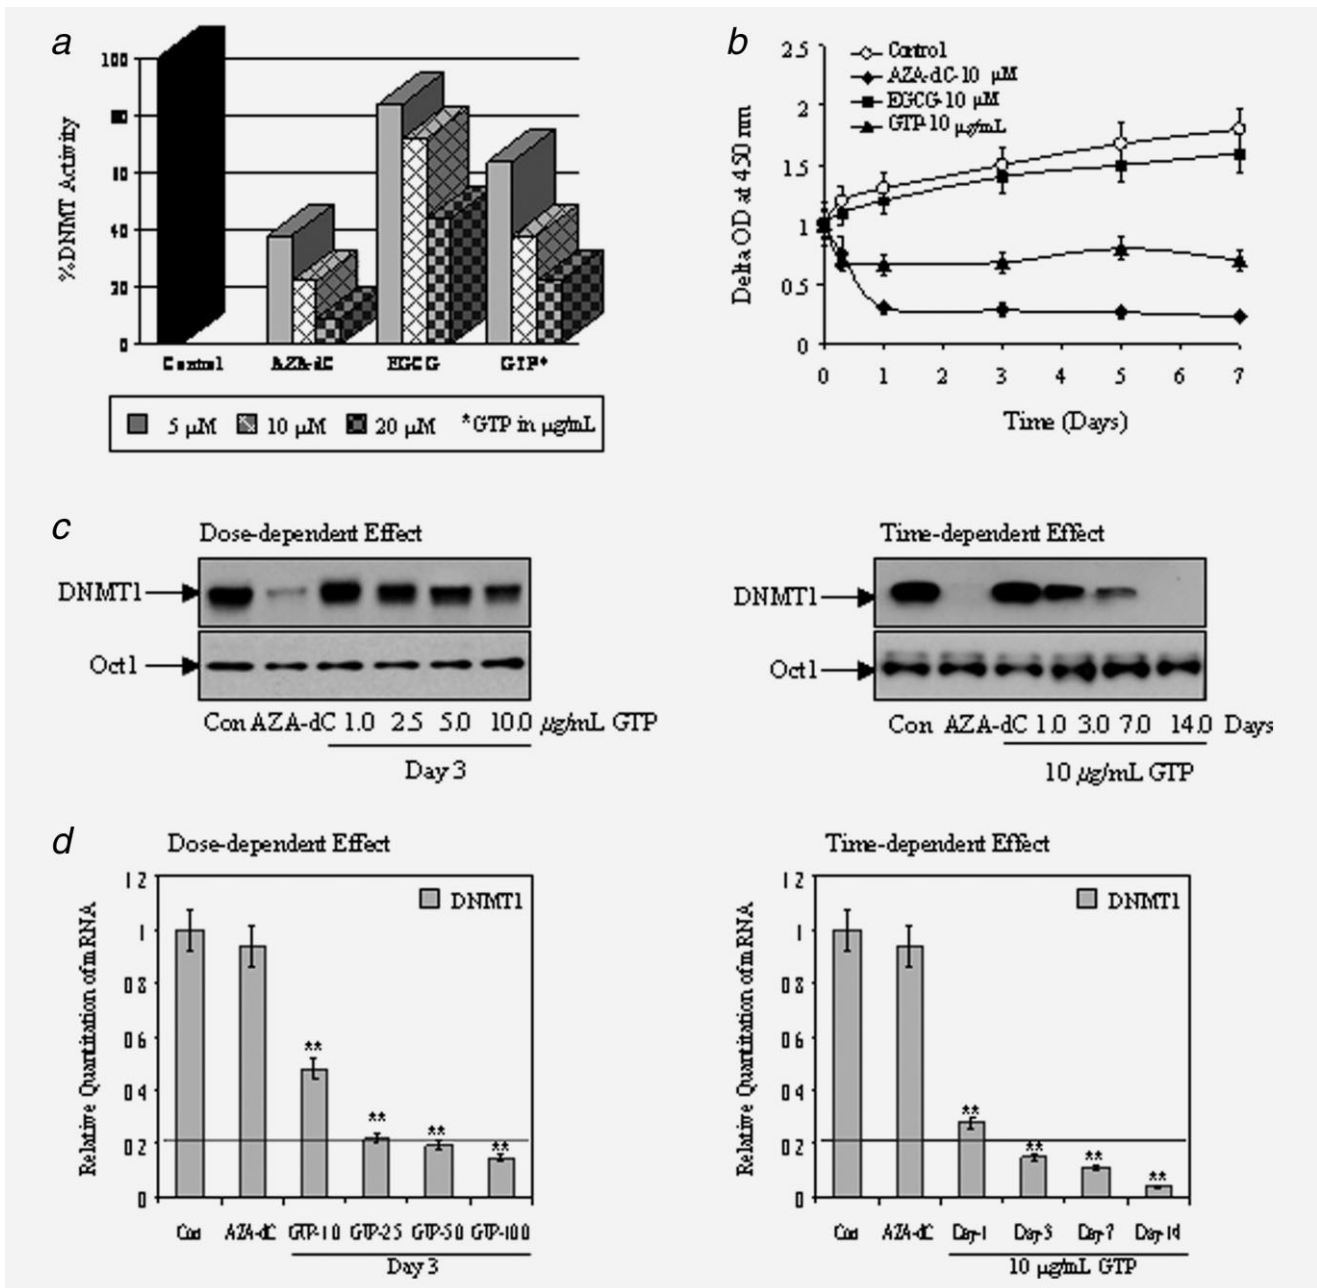 a
100
80
60
40
20
0
%DNMT Activity
Control AZA-dC EGCG GTP*
5 μM 10 μM 20 μM *GTP in μg/mL
b
Control
AZA-dC-10 μM
EGCG-10 μM
GTP-10 μg/mL
2.5
2
1.5
1
0.5
0
Delta OD at 450 nm
0 1 2 3 4 5 6 7
Time (Days)
c
Dose-dependent Effect
DNMT1
Oct1
Con AZA-dC 1.0 2.5 5.0 10.0 μg/mL GTP
Day 3
Time-dependent Effect
DNMT1
Oct1
Con AZA-dC 1.0 3.0 7.0 14.0 Days
10 μg/mL GTP
d
Dose-dependent Effect
DNMT1
1.2
1
0.8
0.6
0.4
0.2
0
Relative Quantitation of mRNA
** ** ** **
Con AZA-dC GTP-1.0 GTP-2.5 GTP-5.0 GTP-10.0
Day 3
Time-dependent Effect
DNMT1
1.2
1
0.8
0.6
0.4
0.2
0
Relative Quantitation of mRNA
** ** ** **
Con AZA-dC Day-1 Day-3 Day-7 Day-14
10 μg/mL GTP